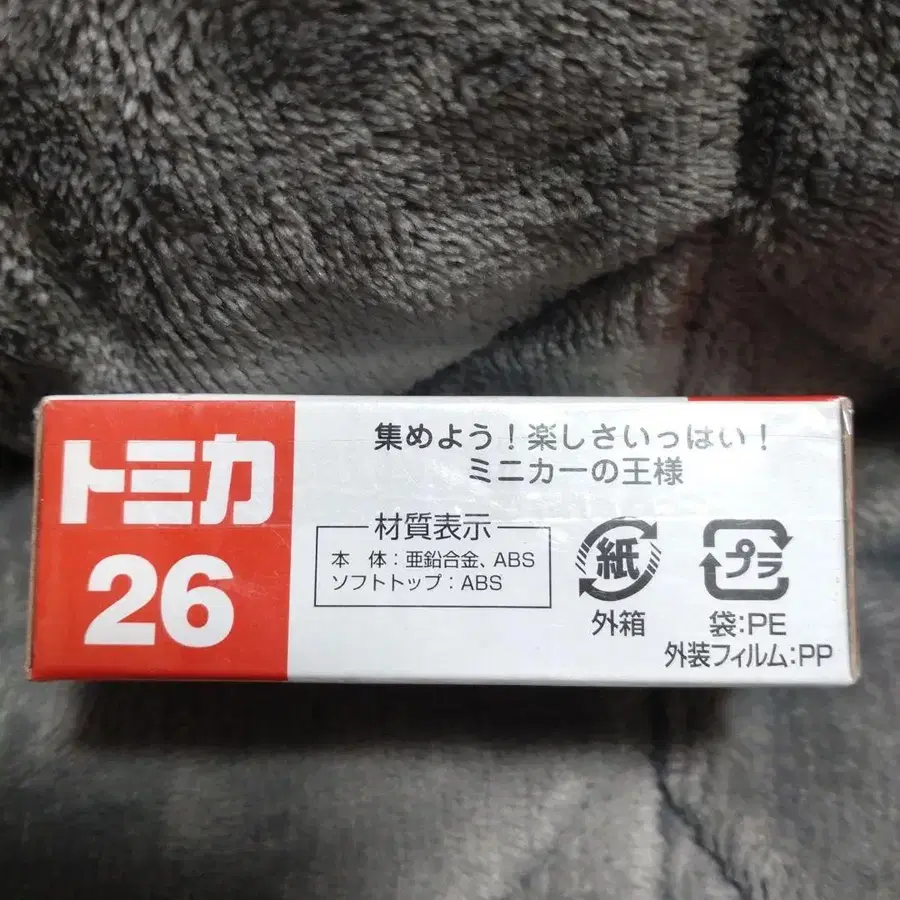 トミカ
26
集めよう!楽しさいっぱい!
ミニカーの王様
材質表示
本 体:亜鉛合金、ABS
ソフトトップ:ABS
紙
外箱
プラ
袋:PE
外装フィルム:PP